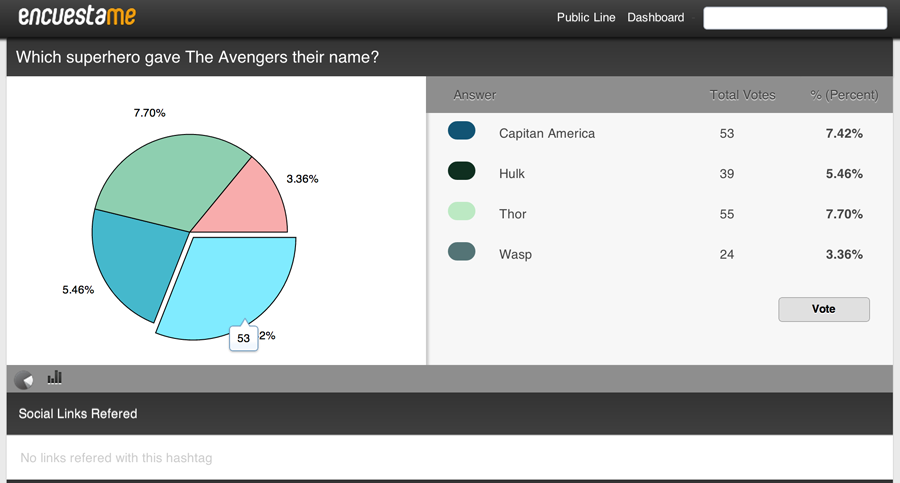 encuestame
Public Line Dashboard
Which superhero gave The Avengers their name?
Answer Total Votes % (Percent)
Capitan America 53 7.42%
Hulk 39 5.46%
Thor 55 7.70%
Wasp 24 3.36%
Vote
7.70%
3.36%
5.46%
53 2%
Social Links Refered
No links refered with this hashtag